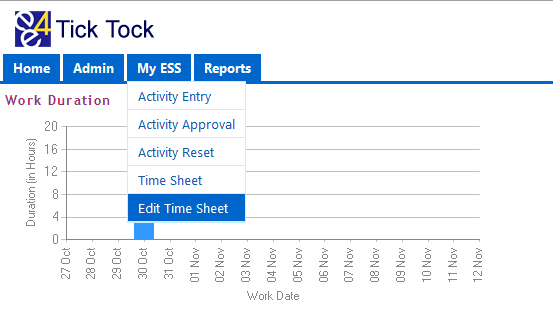 e4e Tick Tock
Home Admin My ESS Reports
Activity Entry
Activity Approval
Activity Reset
Time Sheet
Edit Time Sheet
Work Duration
Duration (in Hours)
20
16
12
8
4
0
27 Oct 28 Oct 29 Oct 30 Oct 31 Oct 01 Nov 02 Nov 03 Nov 04 Nov 05 Nov 06 Nov 07 Nov 08 Nov 09 Nov 10 Nov 11 Nov 12 Nov
Work Date